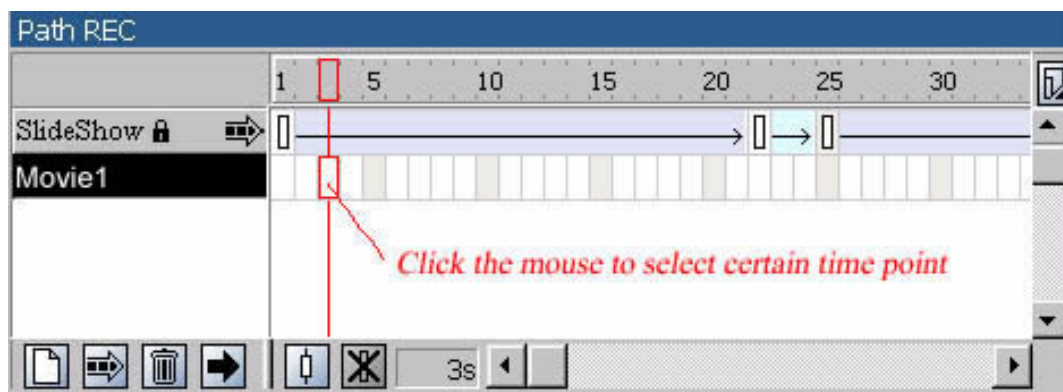 Path REC
1 5 10 15 20 25 30
SlideShow
Movie1
Click the mouse to select certain time point
3s